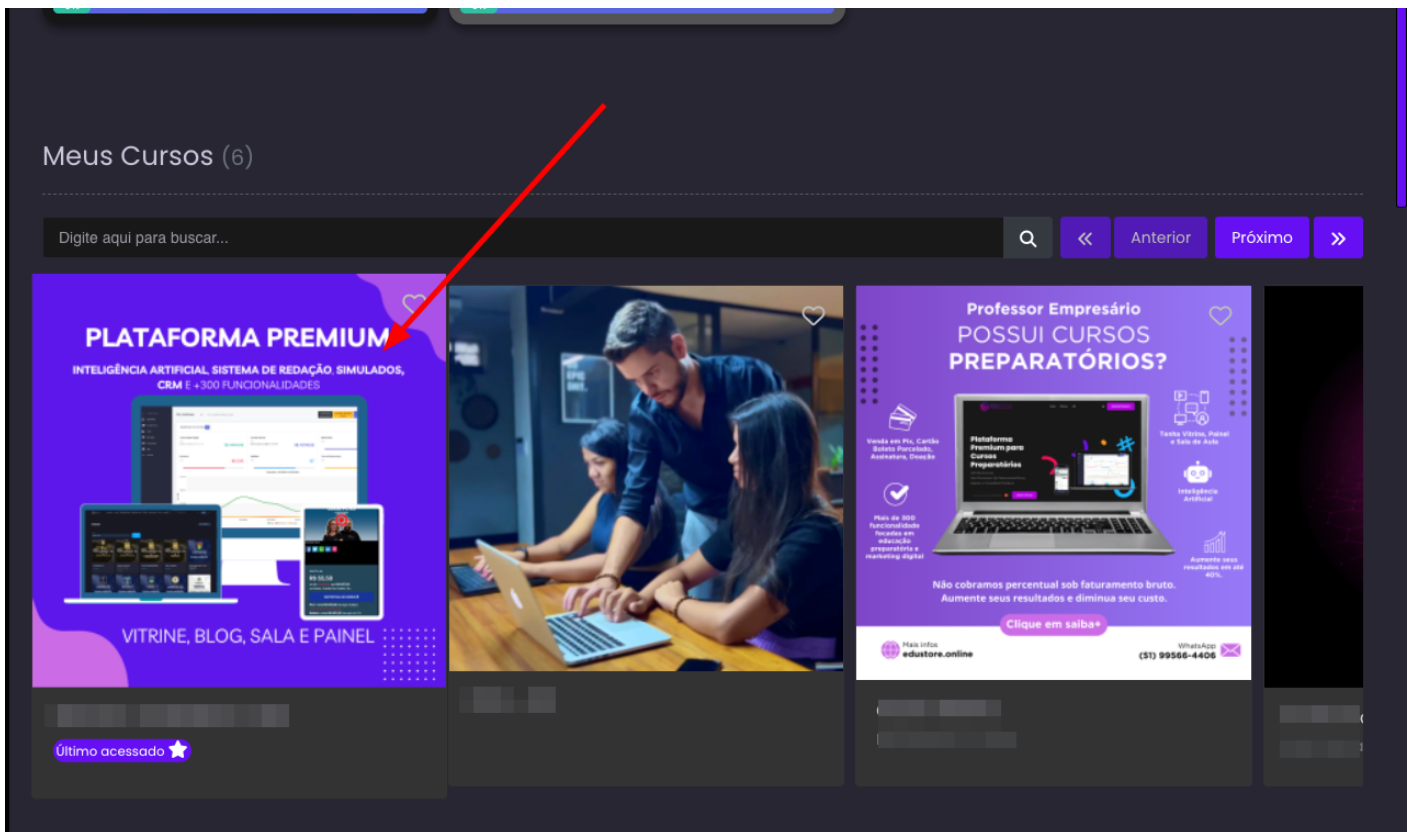 Meus Cursos (6)
Digite aqui para buscar...
Anterior
Próximo
PLATAFORMA PREMIUM
INTELIGÊNCIA ARTIFICIAL, SISTEMA DE REDAÇÃO, SIMULADOS,
CRM E +300 FUNCIONALIDADES
VITRINE, BLOG, SALA E PAINEL
Último acessado
Professor Empresário
POSSUI CURSOS
PREPARATÓRIOS?
Venda em Pix, Cartão
Boleto Parcelado,
Assinatura, Doação
Mais de 300
funcionalidade
focadas em
educação
preparatória e
marketing digital
Plataforma
Premium para
Cursos
Preparatórios
Tenha Vitrine, Painel
e Sala de Aula
Inteligência
Artificial
Aumente seus
resultados em até
40%.
Não cobramos percentual sob faturamento bruto.
Aumente seus resultados e diminua seu custo.
Clique em saiba+
Mais infos
edustore.online
WhatsApp
(51) 99566-4406